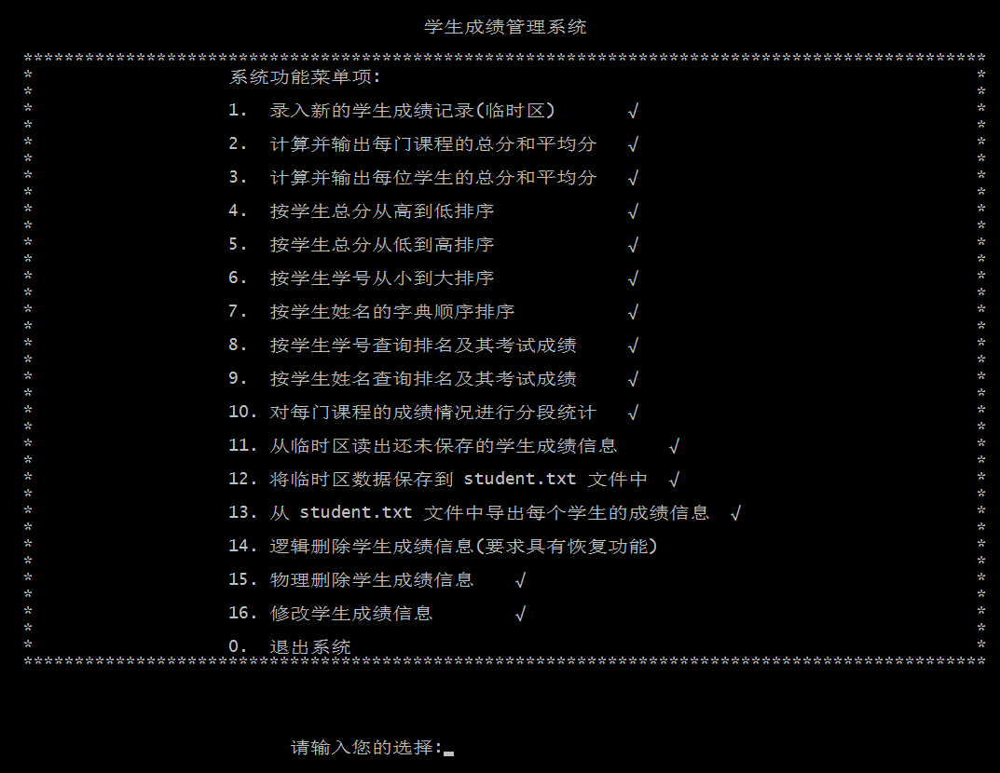 学生成绩管理系统
***********************************************************************************************
系统功能菜单项:
1. 录入新的学生成绩记录(临时区) √
2. 计算并输出每门课程的总分和平均分 √
3. 计算并输出每位学生的总分和平均分 √
4. 按学生总分从高到低排序 √
5. 按学生总分从低到高排序 √
6. 按学生学号从小到大排序 √
7. 按学生姓名的字典顺序排序 √
8. 按学生学号查询排名及其考试成绩 √
9. 按学生姓名查询排名及其考试成绩 √
10. 对每门课程的成绩情况进行分段统计 √
11. 从临时区读出还未保存的学生成绩信息 √
12. 将临时区数据保存到 student.txt 文件中 √
13. 从 student.txt 文件中导出每个学生的成绩信息 √
14. 逻辑删除学生成绩信息(要求具有恢复功能)
15. 物理删除学生成绩信息 √
16. 修改学生成绩信息 √
0. 退出系统
***********************************************************************************************
请输入您的选择: